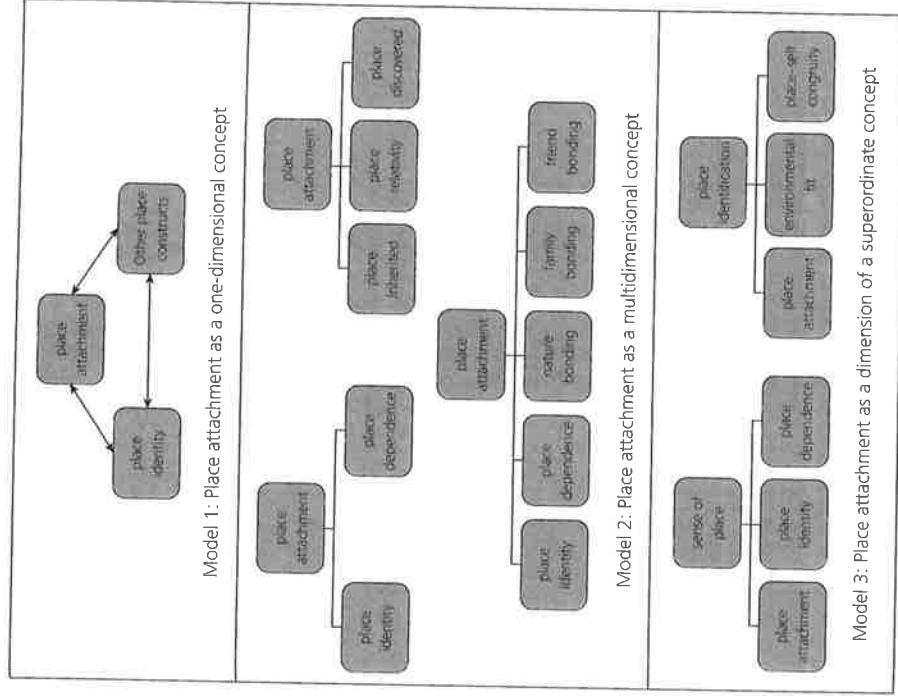 place
attachment
place
identity
Other place
constructs
Model 1: Place attachment as a one-dimensional concept
place
attachment
place
identity
place
dependence
place
attachment
place
inherited
place
relativity
place
discovered
place
attachment
place
identity
place
dependence
nature
bonding
family
bonding
friend
bonding
Model 2: Place attachment as a multidimensional concept
sense of
place
place
attachment
place
identity
place
dependence
place
identification
place
attachment
environmental
fit
place-self
congruity
Model 3: Place attachment as a dimension of a superordinate concept